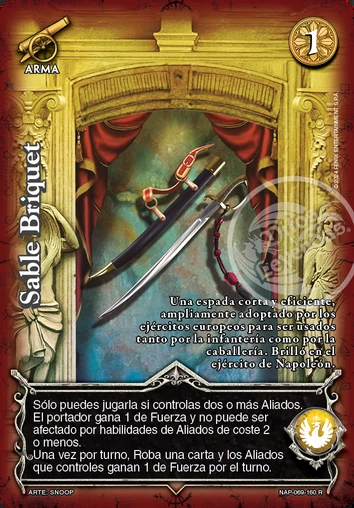 ARMA
1
Sable Briquet
Una espada corta y eficiente,
ampliamente adoptado por los
ejércitos europeos para ser usados
tanto por la infantería como por la
caballería. Brilló en el
ejército de Napoleón.
Sólo puedes jugarla si controlas dos o más Aliados.
El portador gana 1 de Fuerza y no puede ser
afectado por habilidades de Aliados de coste 2
o menos.
Una vez por turno, Roba una carta y los Aliados
que controles ganan 1 de Fuerza por el turno.
ARTE: SNOOP
NAP-069-160 R